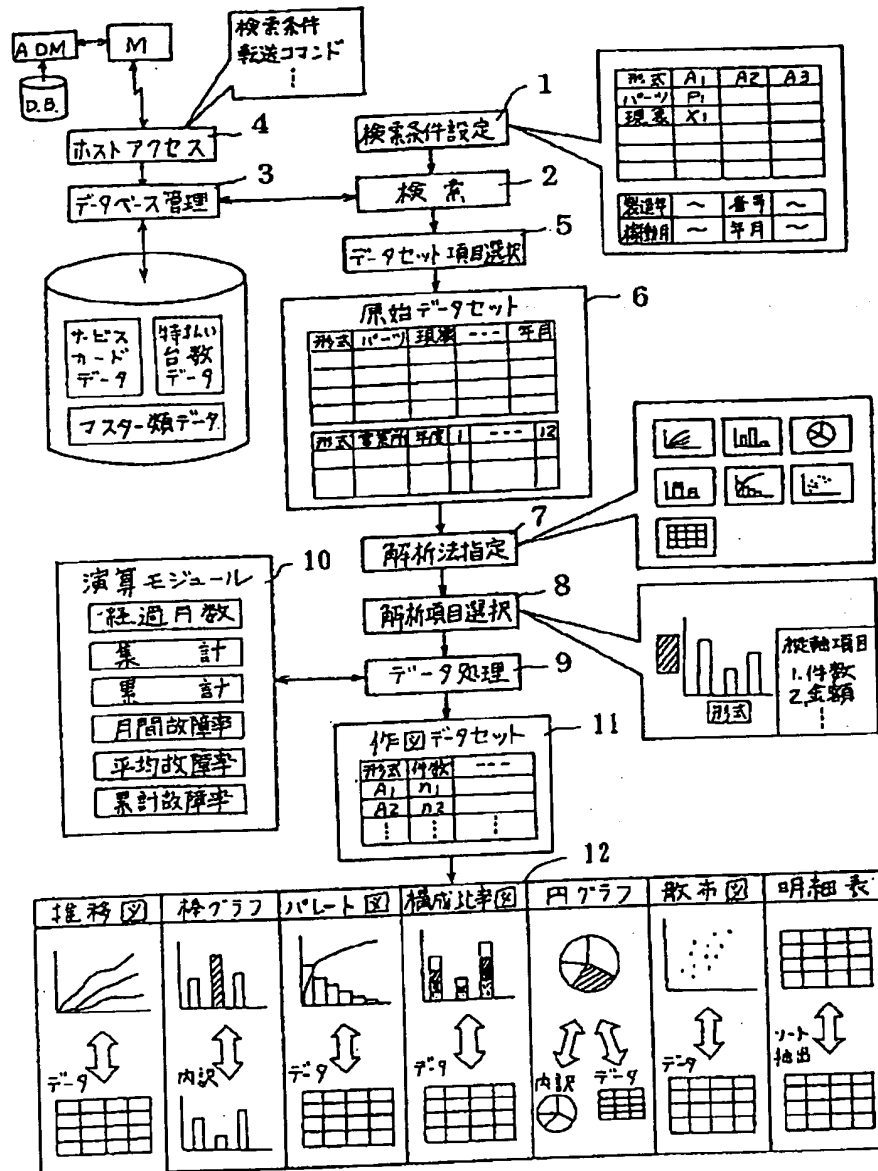 ADM
M
D.B.
検索条件
転送コマンド
4
ホストアクセス
3
データベース管理
サービス
カード
データ
特払い
台数
データ
マスター類データ
1
検索条件設定
形式 A1 A2 A3
パーツ P1
現象 X1
製造年 〜 番号 〜
稼動月 〜 年月 〜
2
検索
5
データセット項目選択
6
原始データセット
形式 パーツ 現象 --- 年月
形式 営業所 年度 1 --- 12
7
解析法指定
8
解析項目選択
形式
縦軸項目
1.件数
2.金額
9
データ処理
10
演算モジュール
経過月数
集計
累計
月間故障率
平均故障率
累計故障率
11
作図データセット
形式 件数 ---
A1 n1
A2 n2
12
推移図 棒グラフ パレート図 構成比率図 円グラフ 散布図 明細表
データ 内訳 データ データ 内訳 データ データ ソート
抽出